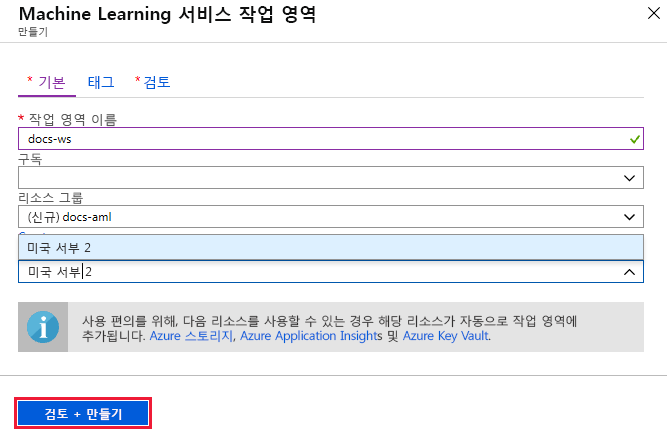 Machine Learning 서비스 작업 영역
만들기
* 기본 태그 * 검토
* 작업 영역 이름
docs-ws
구독
리소스 그룹
(신규) docs-aml
미국 서부 2
미국 서부 2
사용 편의를 위해, 다음 리소스를 사용할 수 있는 경우 해당 리소스가 자동으로 작업 영역에
추가됩니다. Azure 스토리지, Azure Application Insights 및 Azure Key Vault.
검토 + 만들기